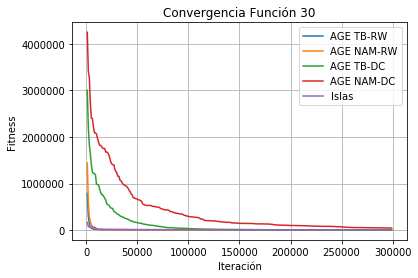 Convergencia Función 30
4000000
3000000
2000000
1000000
0
Fitness
0 50000 100000 150000 200000 250000 300000
Iteración
AGE TB-RW
AGE NAM-RW
AGE TB-DC
AGE NAM-DC
Islas